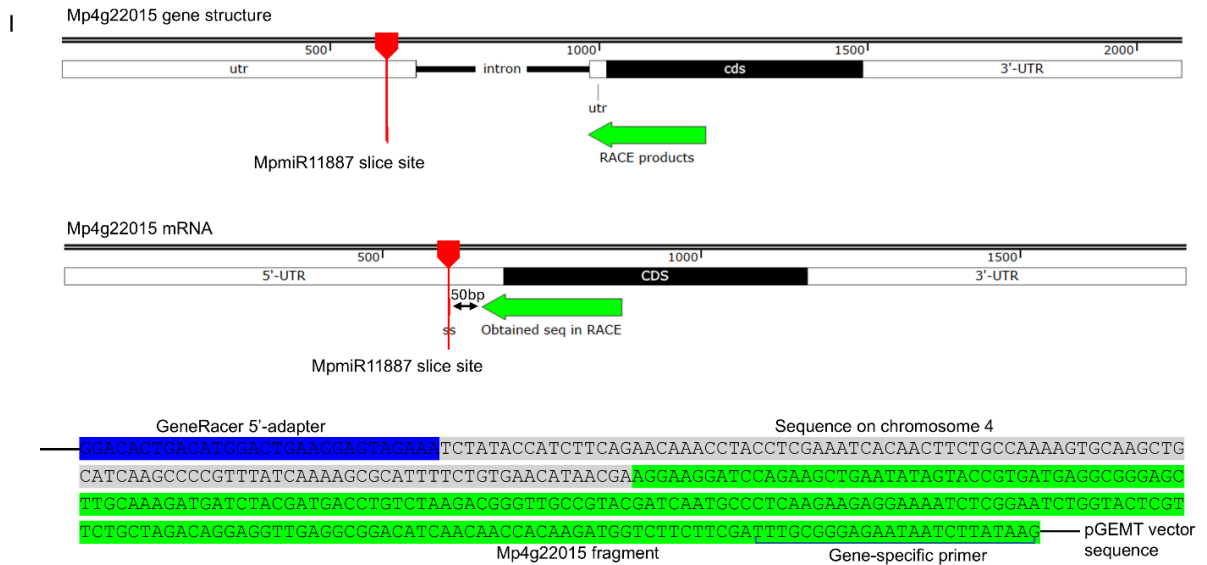 I
Mp4g22015 gene structure
500 1000 1500 2000
utr intron cds 3'-UTR
utr
RACE products
MpmiR11887 slice site
Mp4g22015 mRNA
500 1000 1500
5'-UTR CDS 3'-UTR
50bp
ss Obtained seq in RACE
MpmiR11887 slice site
GeneRacer 5'-adapter Sequence on chromosome 4
CGACACTGACATGGACTGAAGGAGTAGAAATCTATACCATCTTCAGAACAAACCTACCTCGAAATCACAACTTCTGCCAAAAGTGCAAGCTG
CATCAAGCCCCGTTTATCAAAAGCGCATTTTCTGTGAACATAACGAAAGGAAGGATCCAGAAGCTGAATATAGTACCGTGATGAGGCGGGAGC
TTGCAAAGATGATCTACGATGACCTGTCTAAGACGGGTTGCCGTACGATCAATGCCCTCAAGAAGAGGAAAATCTCGGAATCTGGTACTCGT
TCTGCTAGACAGGAGGTTGAGGCGGACATCAACAACCACAAGATGGTCTTCTTCGATTTGCGGGAGAATAATCTTATAAG pGEMT vector
sequence
Mp4g22015 fragment Gene-specific primer